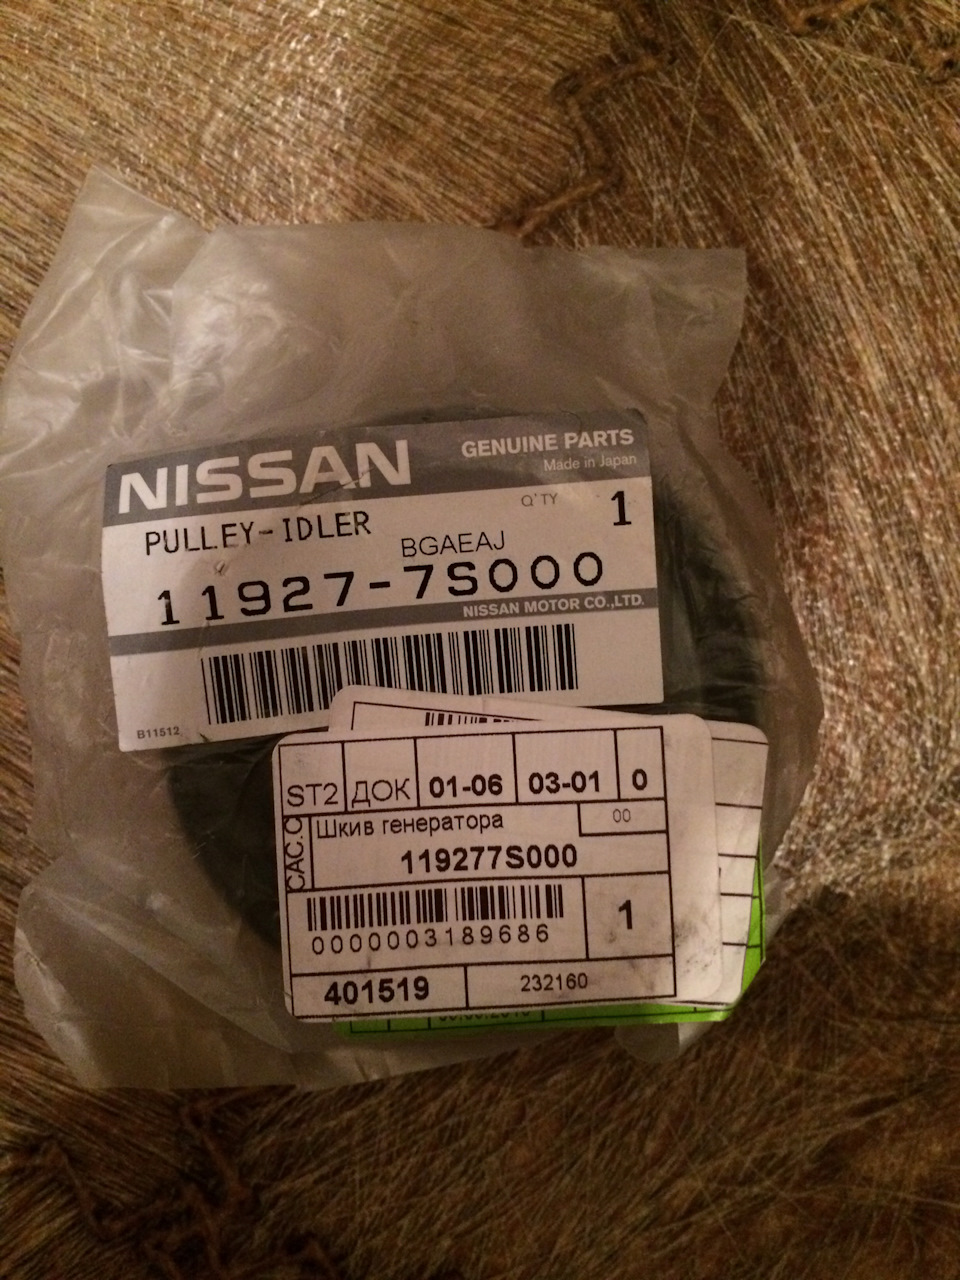 NISSAN
GENUINE PARTS
Made in Japan
PULLEY-IDLER
Q'TY
1
BGAEAJ
11927-7S000
NISSAN MOTOR CO.,LTD.
B11512
ST2 ДОК 01-06 03-01 0
CAC.O
Шкив генератора
00
119277S000
0000003189686
1
401519
232160